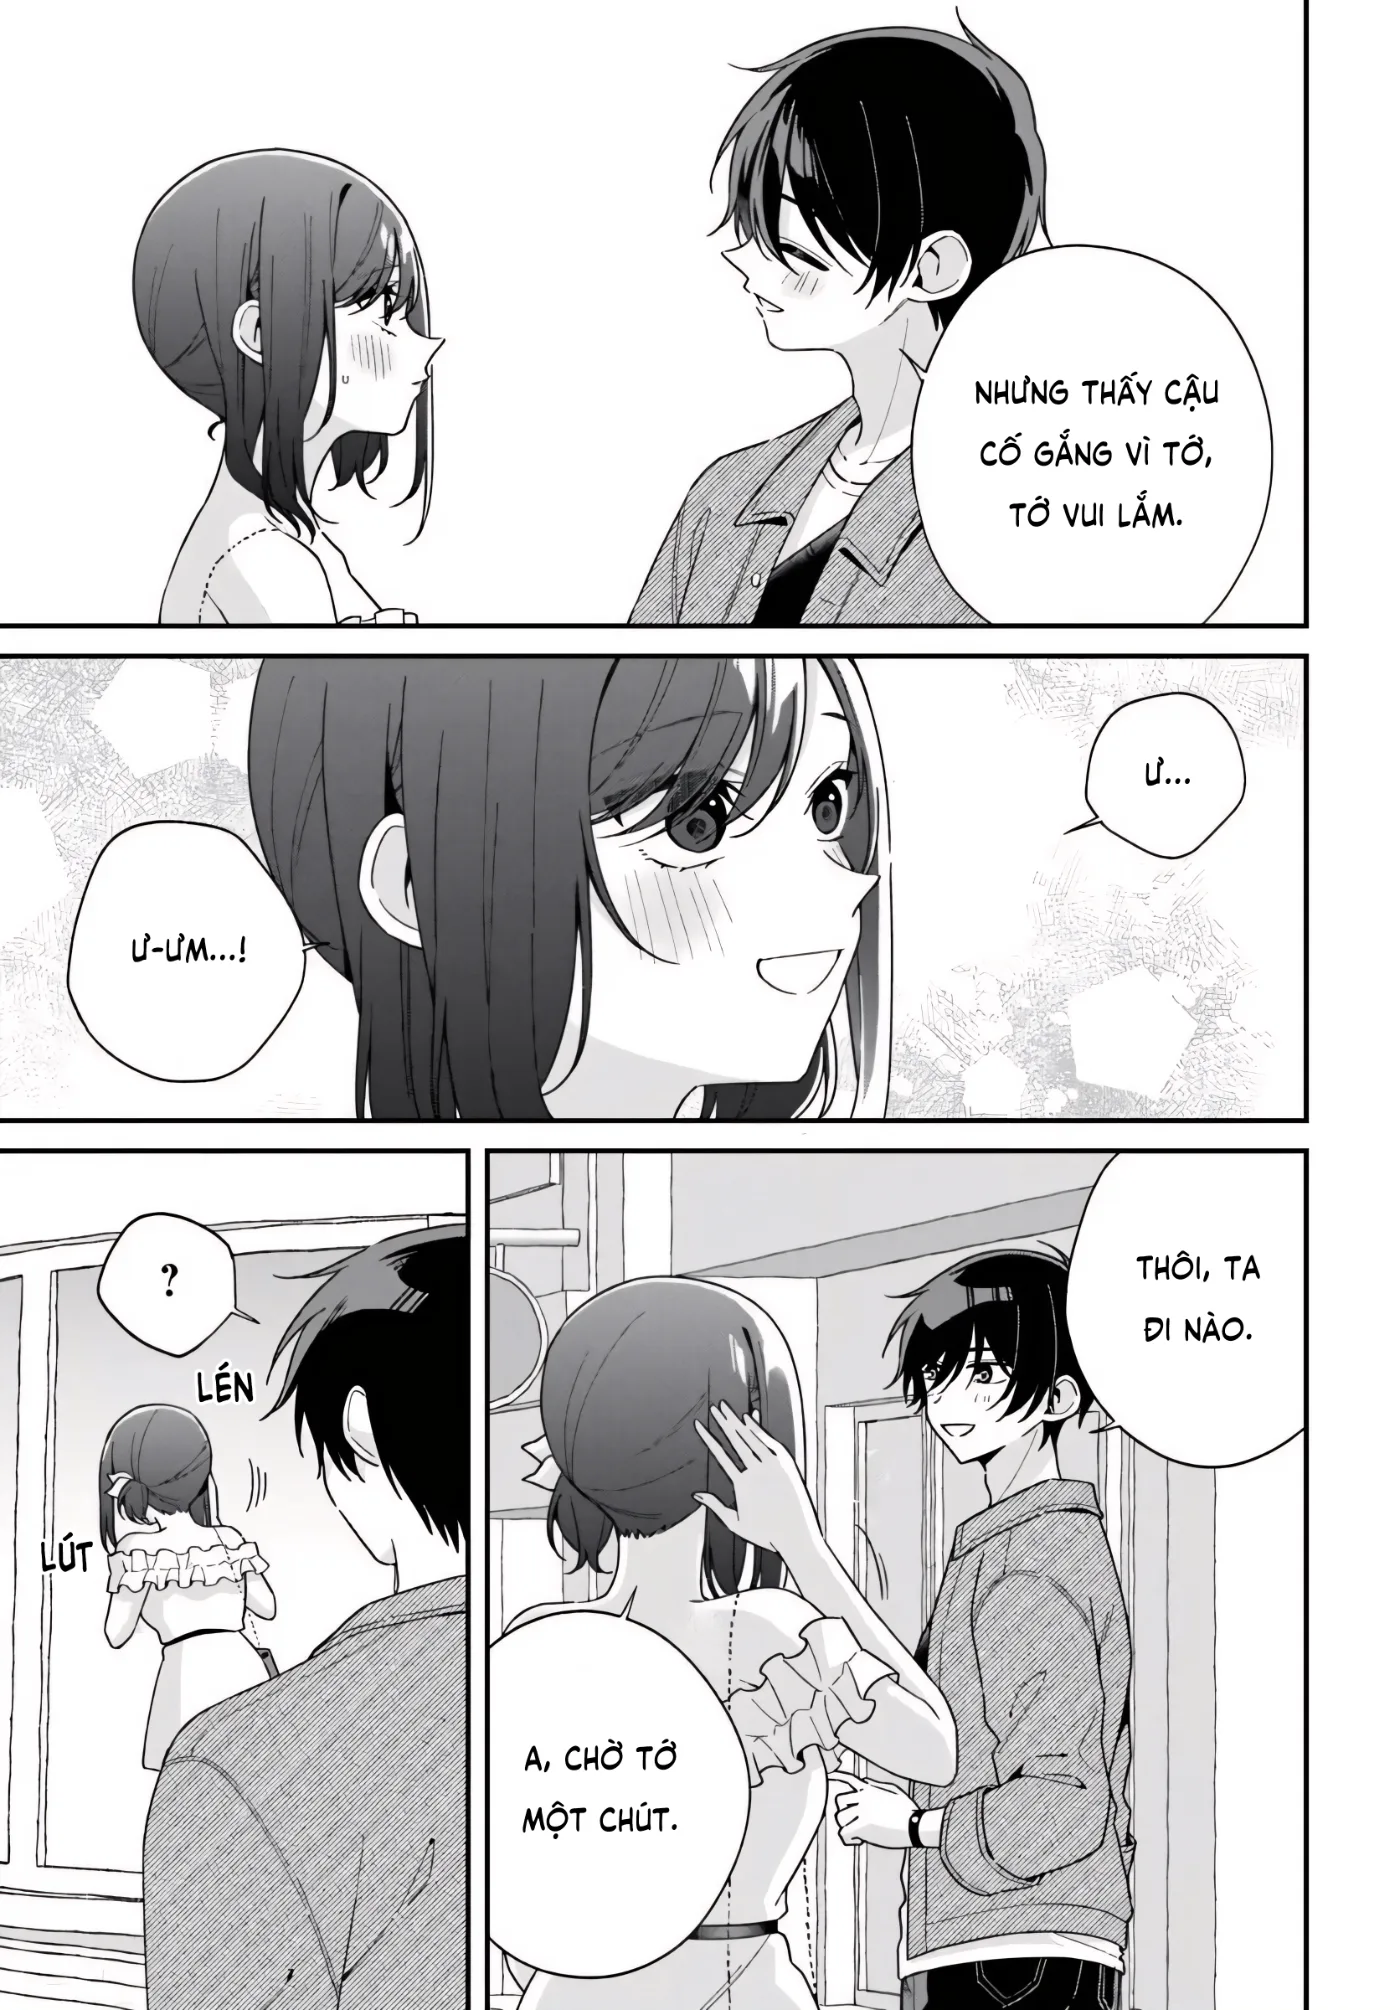 NHƯNG THẤY CẬU
CỐ GẮNG VÌ TỚ,
TỚ VUI LẮM.
Ư...
Ư-ƯM...!
THÔI, TA
ĐI NÀO.
A, CHỜ TỚ
MỘT CHÚT.
?
LÉN
LÚT